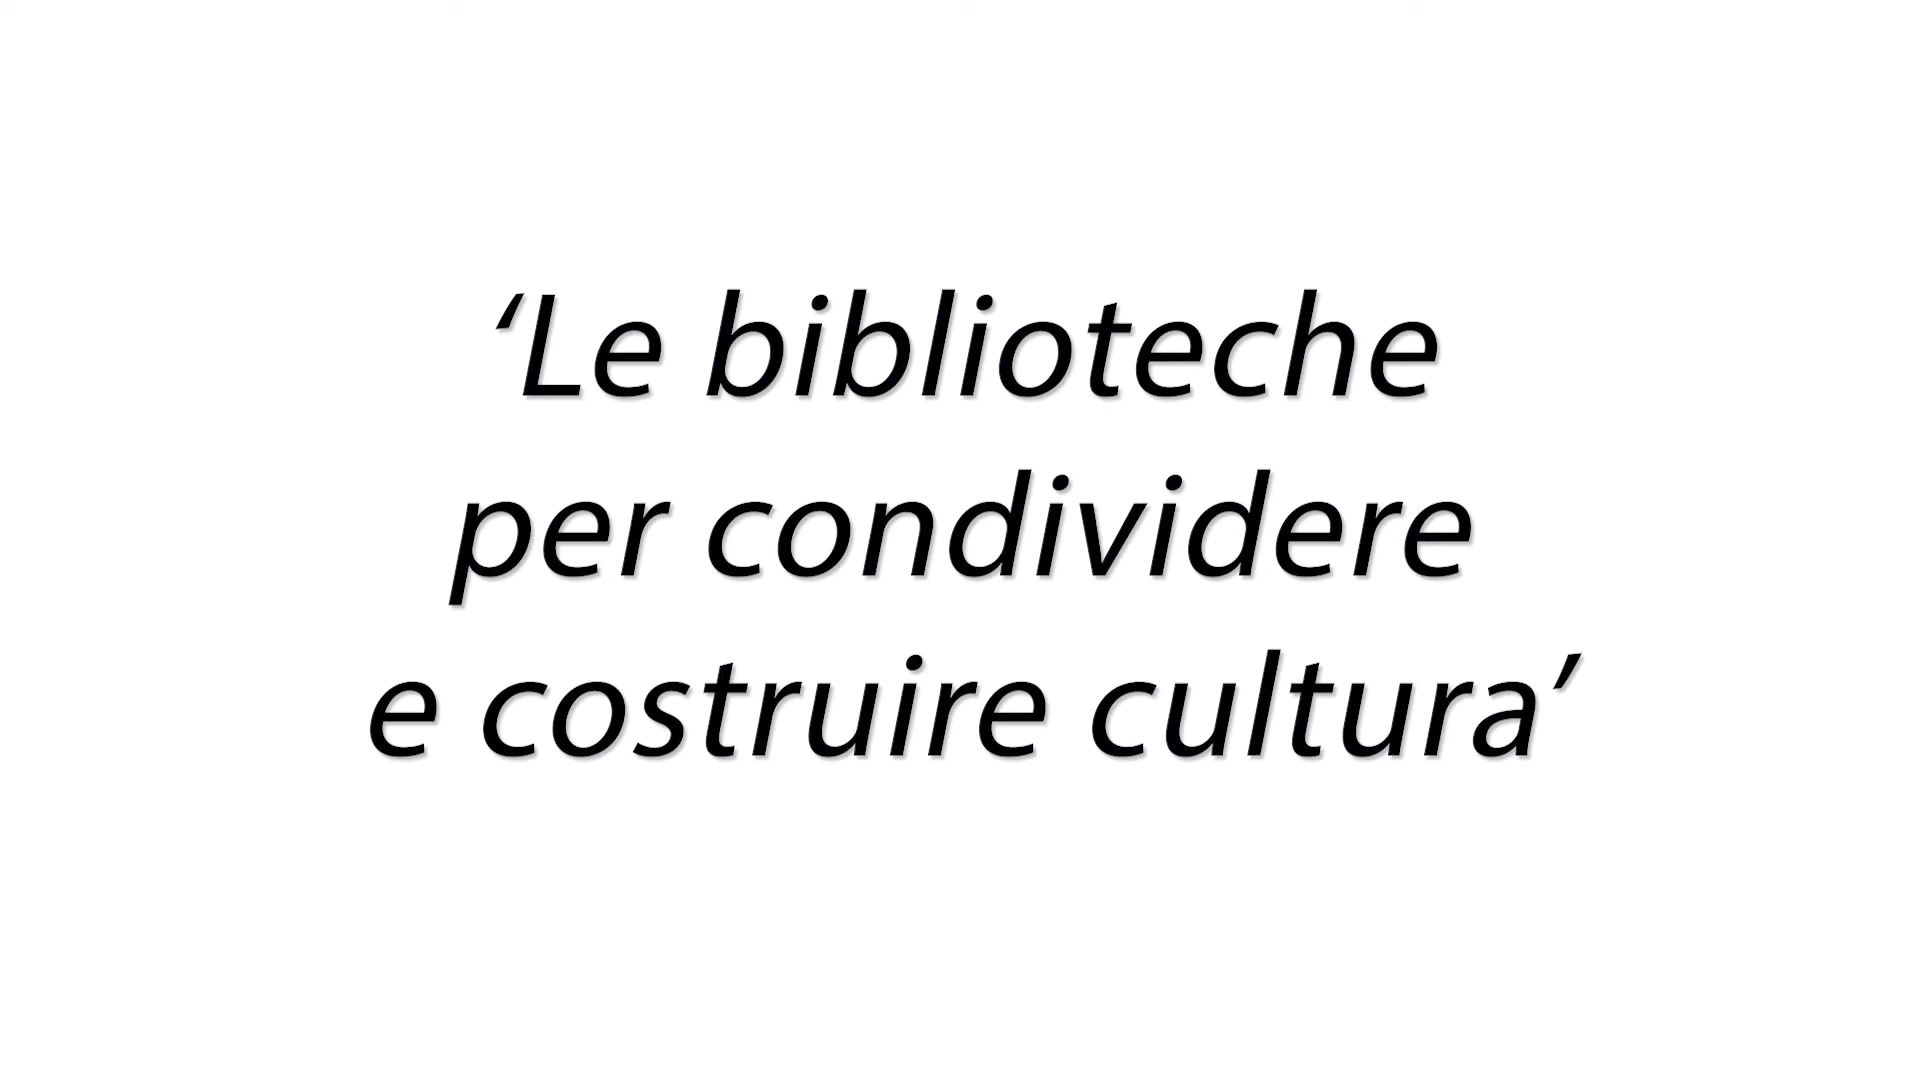 ‘Le biblioteche
per condividere
e costruire cultura’